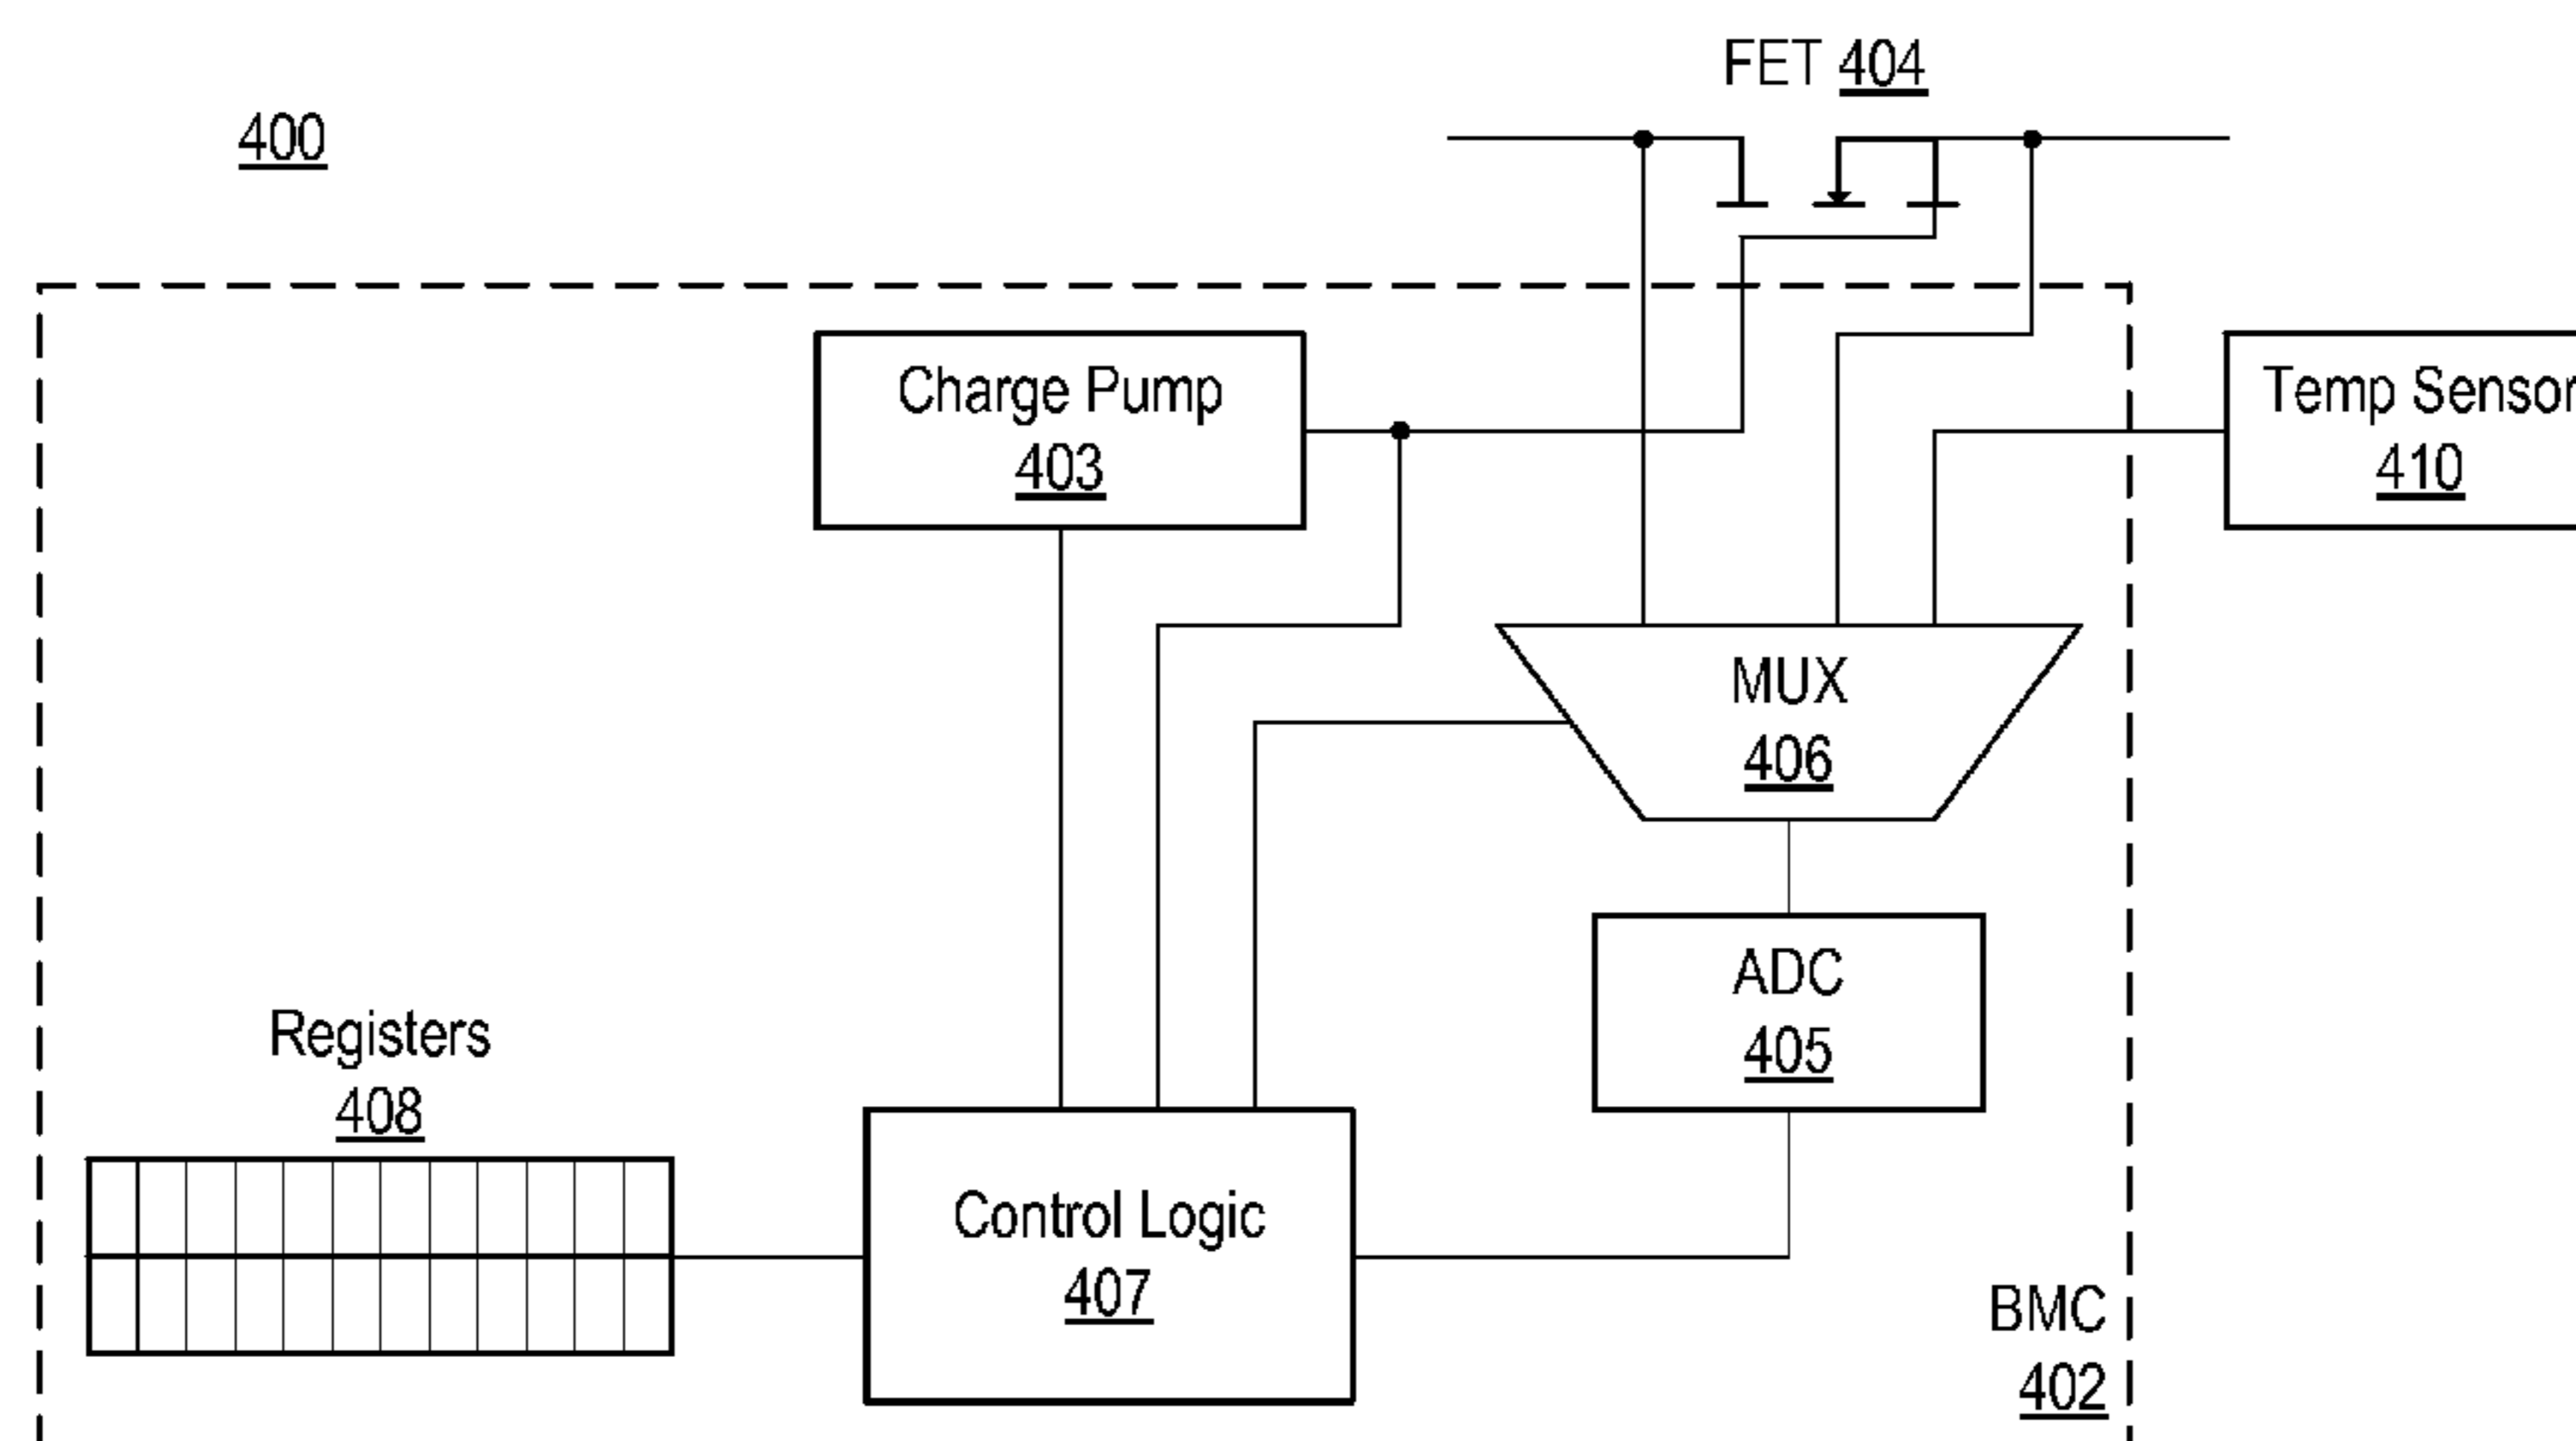 FET 404
400
Charge Pump
403
Temp Sensor
410
MUX
406
ADC
405
Registers
408
Control Logic
407
BMC
402